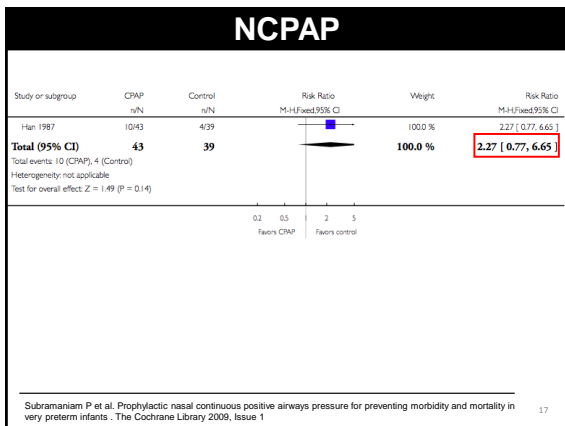 NCPAP
Study or subgroup CPAP Control Risk Ratio Weight Risk Ratio
n/N n/N M-H,Fixed,95% CI M-H,Fixed,95% CI
Han 1987 10/43 4/39 100.0 % 2.27 [ 0.77, 6.65 ]
Total (95% CI) 43 39 100.0 % 2.27 [ 0.77, 6.65 ]
Total events: 10 (CPAP), 4 (Control)
Heterogeneity: not applicable
Test for overall effect: Z = 1.49 (P = 0.14)
0.2 0.5 1 2 5
Favors CPAP Favors control
Subramaniam P et al. Prophylactic nasal continuous positive airways pressure for preventing morbidity and mortality in
very preterm infants . The Cochrane Library 2009, Issue 1
17